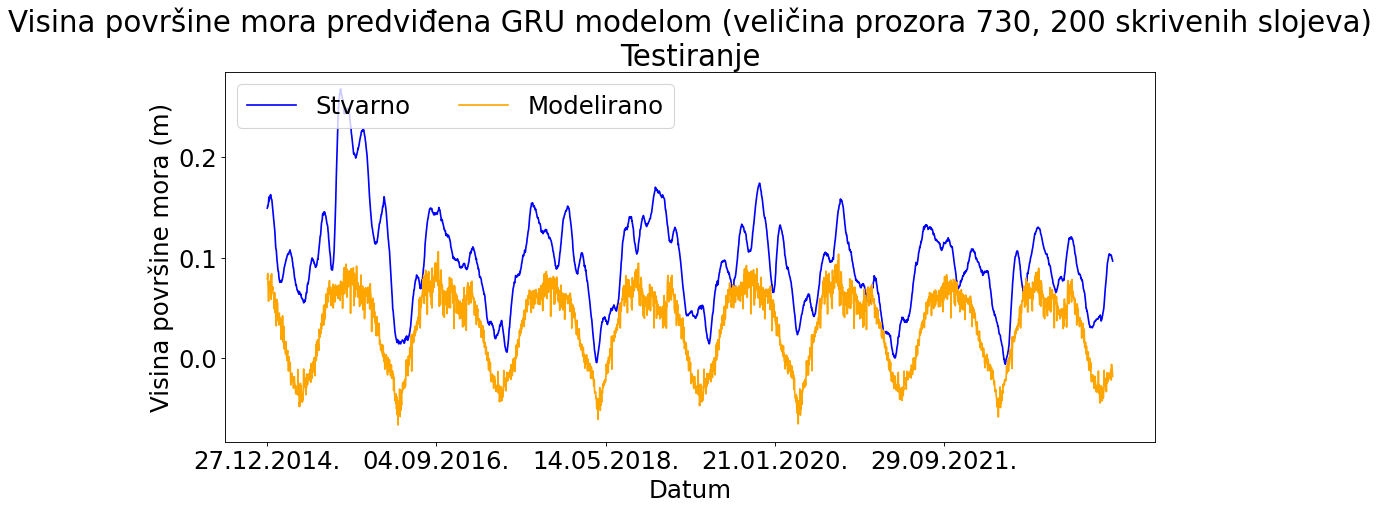 Visina površine mora predviđena GRU modelom (veličina prozora 730, 200 skrivenih slojeva)
Testiranje
Stvarno
Modelirano
Visina površine mora (m)
0.2
0.1
0.0
27.12.2014.
04.09.2016.
14.05.2018.
21.01.2020.
29.09.2021.
Datum